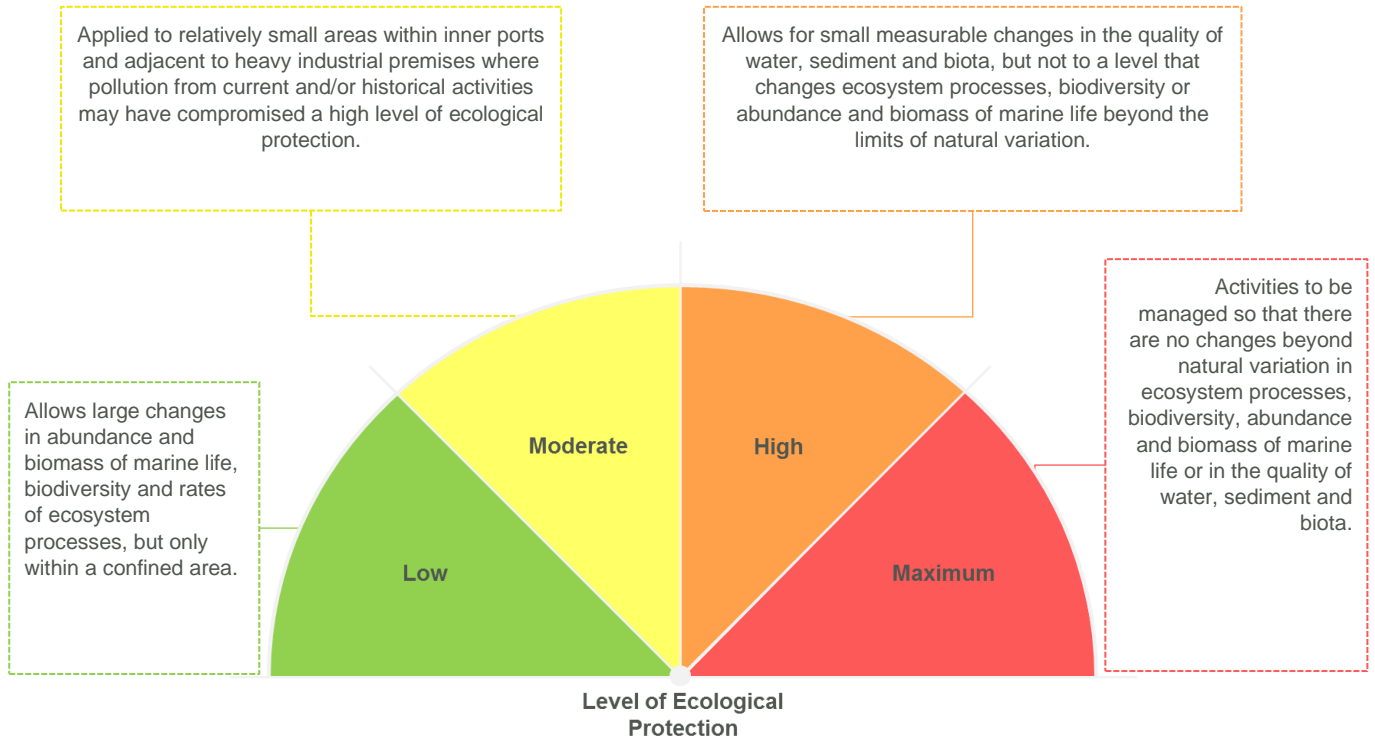 Applied to relatively small areas within inner ports
and adjacent to heavy industrial premises where
pollution from current and/or historical activities
may have compromised a high level of ecological
protection.
Allows for small measurable changes in the quality of
water, sediment and biota, but not to a level that
changes ecosystem processes, biodiversity or
abundance and biomass of marine life beyond the
limits of natural variation.
Activities to be
managed so that there
are no changes beyond
natural variation in
ecosystem processes,
biodiversity, abundance
and biomass of marine
life or in the quality of
water, sediment and
biota.
Allows large changes
in abundance and
biomass of marine life,
biodiversity and rates
of ecosystem
processes, but only
within a confined area.
Moderate
High
Low
Maximum
Level of Ecological
Protection